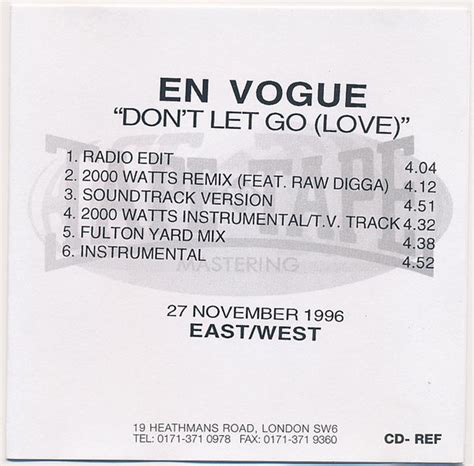 EN VOGUE
"DON'T LET GO (LOVE)"
1. RADIO EDIT 4.04
2. 2000 WATTS REMIX (FEAT. RAW DIGGA) 4.12
3. SOUNDTRACK VERSION 4.51
4. 2000 WATTS INSTRUMENTAL/T.V. TRACK 4.32
5. FULTON YARD MIX 4.38
6. INSTRUMENTAL 4.52
MASTERING
27 NOVEMBER 1996
EAST/WEST
19 HEATHMANS ROAD, LONDON SW6
TEL: 0171-371 0978 FAX: 0171-371 9360
CD- REF